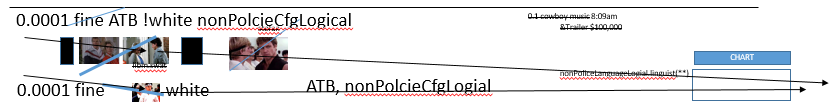 0.0001 fine ATB !white nonPolcieCfgLogical
0.1 cowboy music 8:09am
&Trailer $100,000
CHART
nonPoliceLanguageLogial.linguist(**)
0.0001 fine white ATB, nonPolcieCfgLogial